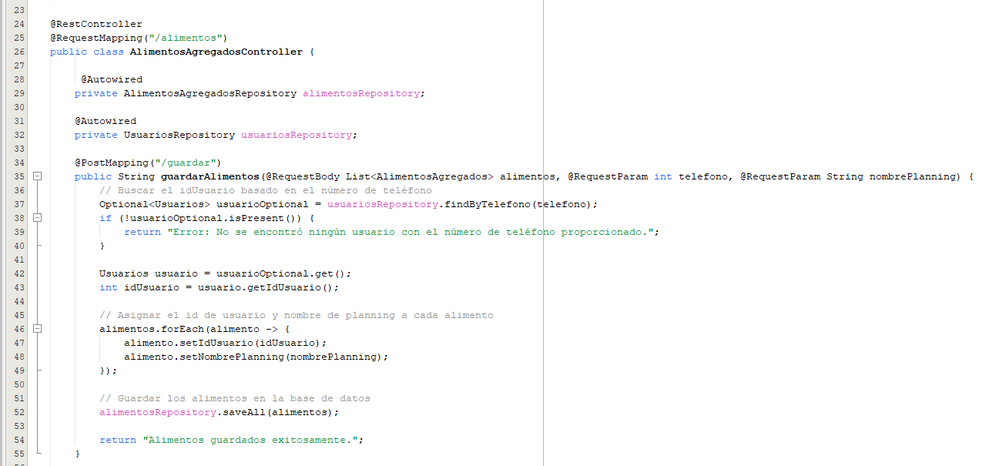 23
24 @RestController
25 @RequestMapping("/alimentos")
26 public class AlimentosAgregadosController {
27
28 @Autowired
29 private AlimentosAgregadosRepository alimentosRepository;
30
31 @Autowired
32 private UsuariosRepository usuariosRepository;
33
34 @PostMapping("/guardar")
35 public String guardarAlimentos(@RequestBody List<AlimentosAgregados> alimentos, @RequestParam int telefono, @RequestParam String nombrePlanning) {
36 // Buscar el idUsuario basado en el número de teléfono
37 Optional<Usuarios> usuarioOptional = usuariosRepository.findByTelefono(telefono);
38 if (!usuarioOptional.isPresent()) {
39 return "Error: No se encontró ningún usuario con el número de teléfono proporcionado.";
40 }
41
42 Usuarios usuario = usuarioOptional.get();
43 int idUsuario = usuario.getIdUsuario();
44
45 // Asignar el id de usuario y nombre de planning a cada alimento
46 alimentos.forEach(alimento -> {
47 alimento.setIdUsuario(idUsuario);
48 alimento.setNombrePlanning(nombrePlanning);
49 });
50
51 // Guardar los alimentos en la base de datos
52 alimentosRepository.saveAll(alimentos);
53
54 return "Alimentos guardados exitosamente.";
55 }